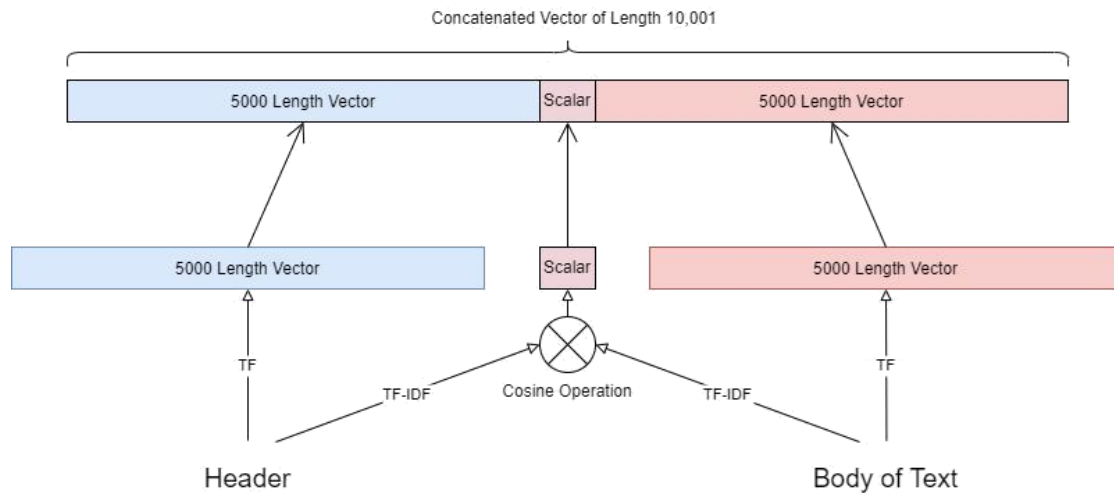 Concatenated Vector of Length 10,001
5000 Length Vector
Scalar
5000 Length Vector
5000 Length Vector
Scalar
5000 Length Vector
TF
TF
TF-IDF
Cosine Operation
TF-IDF
Header
Body of Text